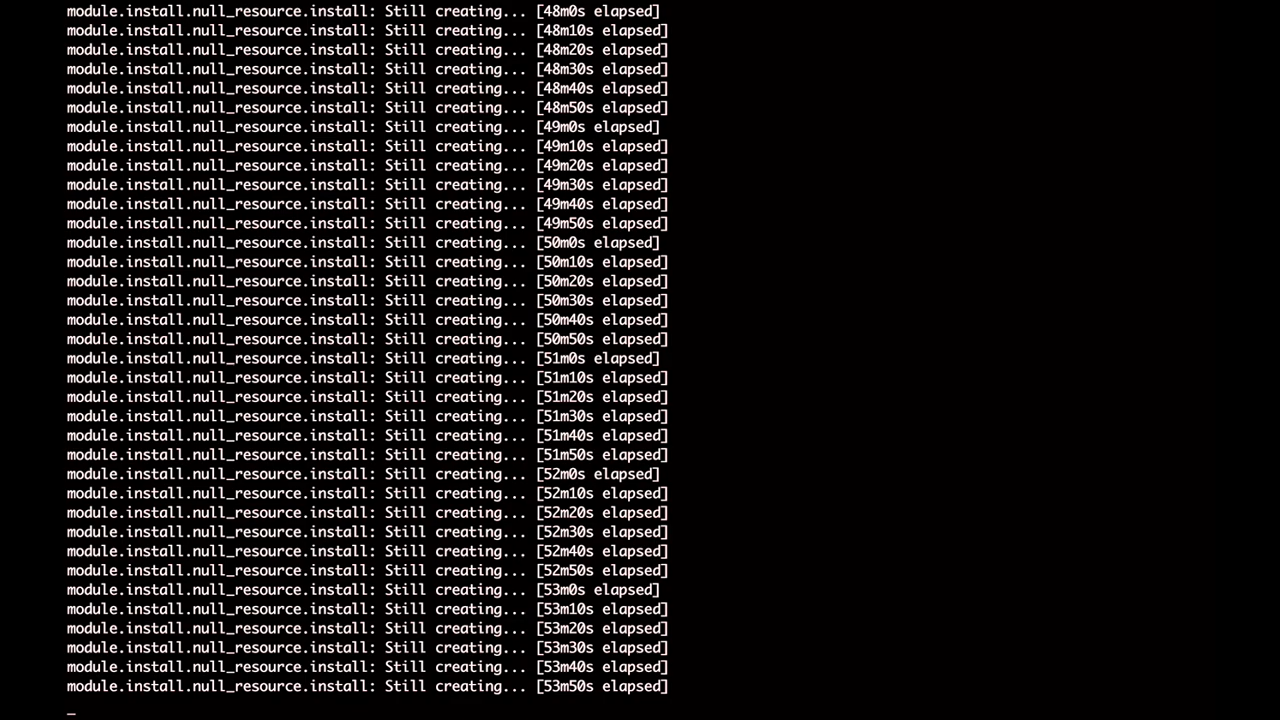 module.install.null_resource.install: Still creating... [48m0s elapsed]
module.install.null_resource.install: Still creating... [48m10s elapsed]
module.install.null_resource.install: Still creating... [48m20s elapsed]
module.install.null_resource.install: Still creating... [48m30s elapsed]
module.install.null_resource.install: Still creating... [48m40s elapsed]
module.install.null_resource.install: Still creating... [48m50s elapsed]
module.install.null_resource.install: Still creating... [49m0s elapsed]
module.install.null_resource.install: Still creating... [49m10s elapsed]
module.install.null_resource.install: Still creating... [49m20s elapsed]
module.install.null_resource.install: Still creating... [49m30s elapsed]
module.install.null_resource.install: Still creating... [49m40s elapsed]
module.install.null_resource.install: Still creating... [49m50s elapsed]
module.install.null_resource.install: Still creating... [50m0s elapsed]
module.install.null_resource.install: Still creating... [50m10s elapsed]
module.install.null_resource.install: Still creating... [50m20s elapsed]
module.install.null_resource.install: Still creating... [50m30s elapsed]
module.install.null_resource.install: Still creating... [50m40s elapsed]
module.install.null_resource.install: Still creating... [50m50s elapsed]
module.install.null_resource.install: Still creating... [51m0s elapsed]
module.install.null_resource.install: Still creating... [51m10s elapsed]
module.install.null_resource.install: Still creating... [51m20s elapsed]
module.install.null_resource.install: Still creating... [51m30s elapsed]
module.install.null_resource.install: Still creating... [51m40s elapsed]
module.install.null_resource.install: Still creating... [51m50s elapsed]
module.install.null_resource.install: Still creating... [52m0s elapsed]
module.install.null_resource.install: Still creating... [52m10s elapsed]
module.install.null_resource.install: Still creating... [52m20s elapsed]
module.install.null_resource.install: Still creating... [52m30s elapsed]
module.install.null_resource.install: Still creating... [52m40s elapsed]
module.install.null_resource.install: Still creating... [52m50s elapsed]
module.install.null_resource.install: Still creating... [53m0s elapsed]
module.install.null_resource.install: Still creating... [53m10s elapsed]
module.install.null_resource.install: Still creating... [53m20s elapsed]
module.install.null_resource.install: Still creating... [53m30s elapsed]
module.install.null_resource.install: Still creating... [53m40s elapsed]
module.install.null_resource.install: Still creating... [53m50s elapsed]